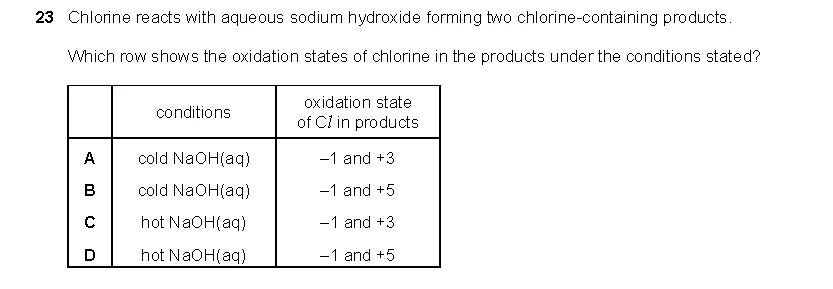 23 Chlorine reacts with aqueous sodium hydroxide forming two chlorine-containing products.
Which row shows the oxidation states of chlorine in the products under the conditions stated?
conditions
oxidation state
of Cl in products
A cold NaOH(aq) –1 and +3
B cold NaOH(aq) –1 and +5
C hot NaOH(aq) –1 and +3
D hot NaOH(aq) –1 and +5